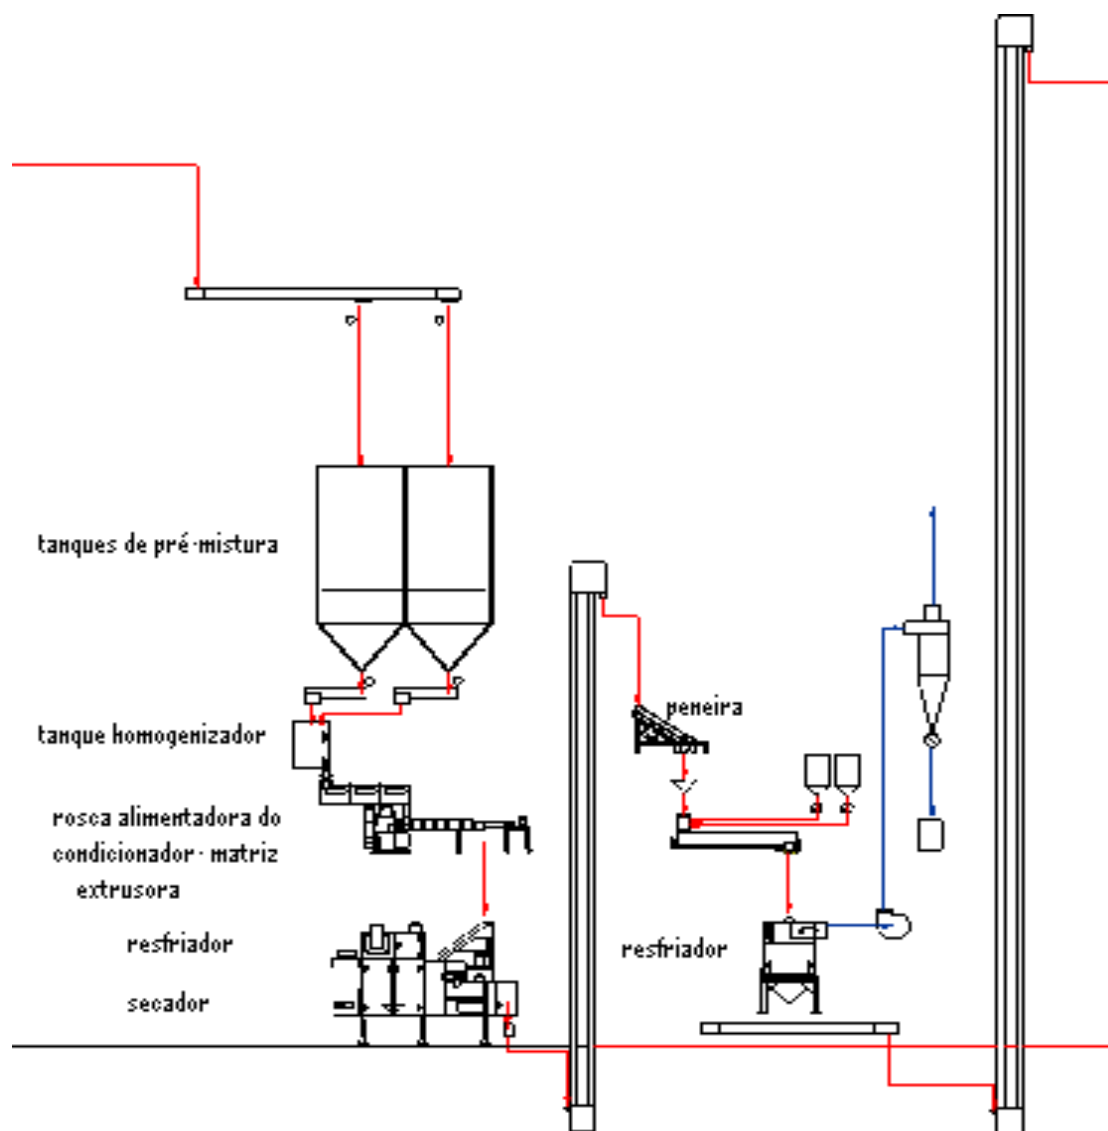 tanques de pré-mistura
peneira
tanque homogenizador
rosca alimentadora do
condicionador - matriz
extrusora
resfriador
resfriador
secador